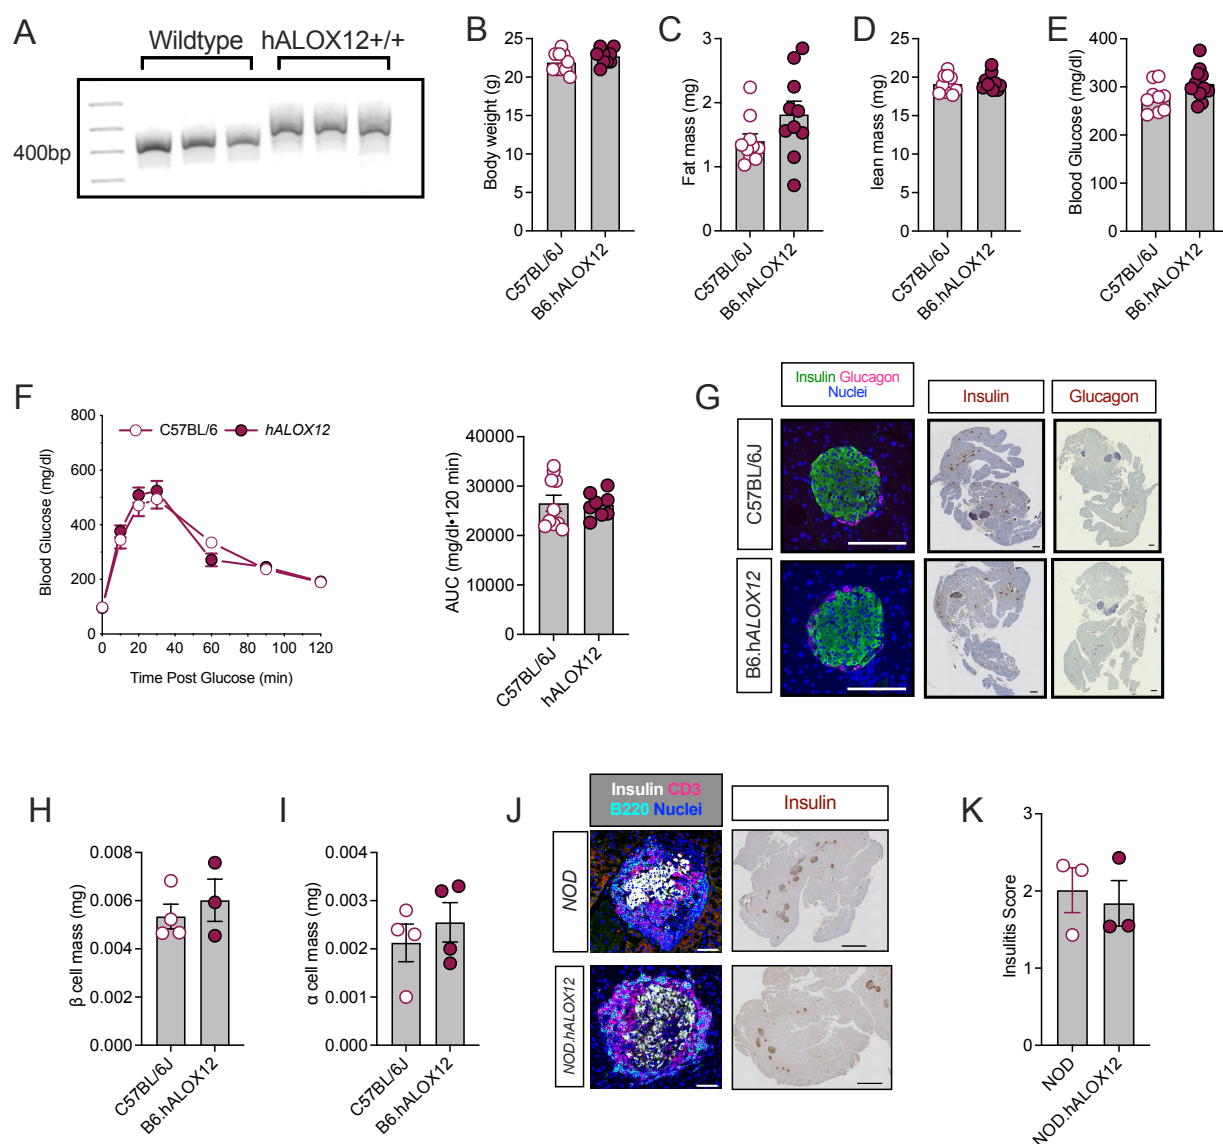 A
Wildtype hALOX12+/+
400bp
B
Body weight (g)
25
20
15
10
5
0
C57BL/6J
B6.hALOX12
C
Fat mass (mg)
3
2
1
0
C57BL/6J
B6.hALOX12
D
lean mass (mg)
25
20
15
10
5
0
C57BL/6J
B6.hALOX12
E
Blood Glucose (mg/dl)
400
300
200
100
0
C57BL/6J
B6.hALOX12
F
Blood Glucose (mg/dl)
800
600
400
200
0
C57BL/6 hALOX12
0 20 40 60 80 100 120
Time Post Glucose (min)
AUC (mg/dl•120 min)
40000
30000
20000
10000
0
C57BL/6J
hALOX12
G
Insulin Glucagon
Nuclei
Insulin
Glucagon
C57BL/6J
B6.hALOX12
H
β cell mass (mg)
0.008
0.006
0.004
0.002
0.000
C57BL/6J
B6.hALOX12
I
α cell mass (mg)
0.004
0.003
0.002
0.001
0.000
C57BL/6J
B6.hALOX12
J
Insulin CD3
B220 Nuclei
Insulin
NOD
NOD.hALOX12
K
Insulitis Score
3
2
1
0
NOD
NOD.hALOX12